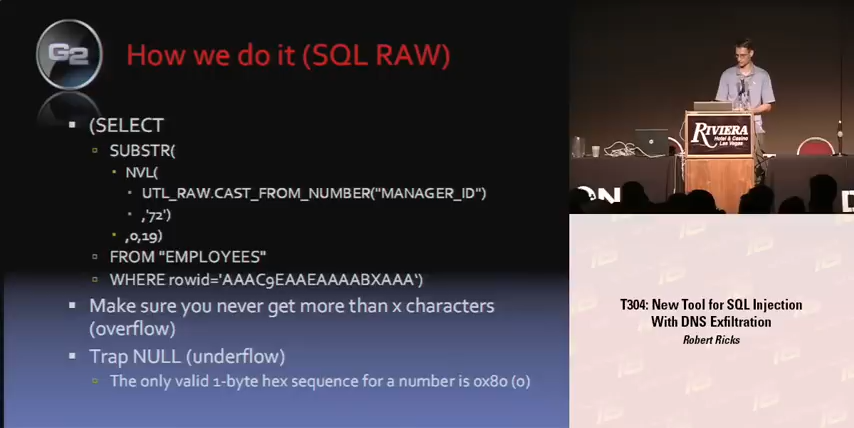 G2
How we do it (SQL RAW)
(SELECT
SUBSTR(
NVL(
UTL_RAW.CAST_FROM_NUMBER("MANAGER_ID")
,'72')
,0,19)
FROM "EMPLOYEES"
WHERE rowid='AAAC9EAAEAAAABXAAA')
Make sure you never get more than x characters
(overflow)
Trap NULL (underflow)
The only valid 1-byte hex sequence for a number is 0x80 (0)
RIVIERA
Hotel & Casino
Las Vegas
T304: New Tool for SQL Injection
With DNS Exfiltration
Robert Ricks